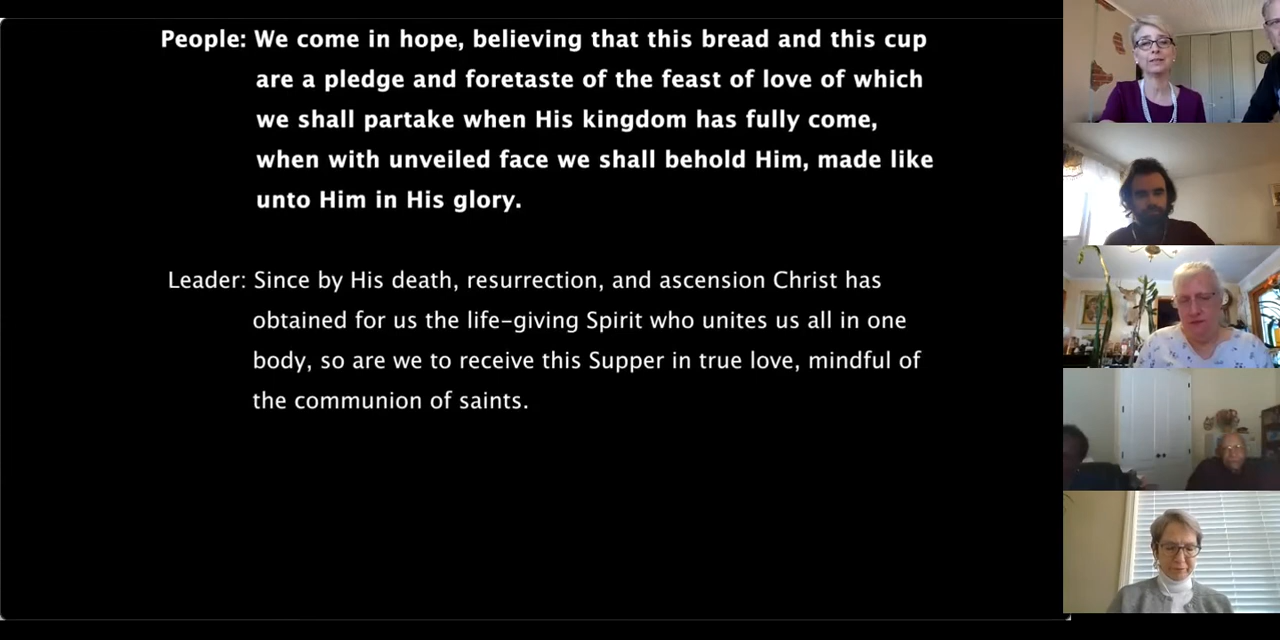 People: We come in hope, believing that this bread and this cup
are a pledge and foretaste of the feast of love of which
we shall partake when His kingdom has fully come,
when with unveiled face we shall behold Him, made like
unto Him in His glory.
Leader: Since by His death, resurrection, and ascension Christ has
obtained for us the life-giving Spirit who unites us all in one
body, so are we to receive this Supper in true love, mindful of
the communion of saints.